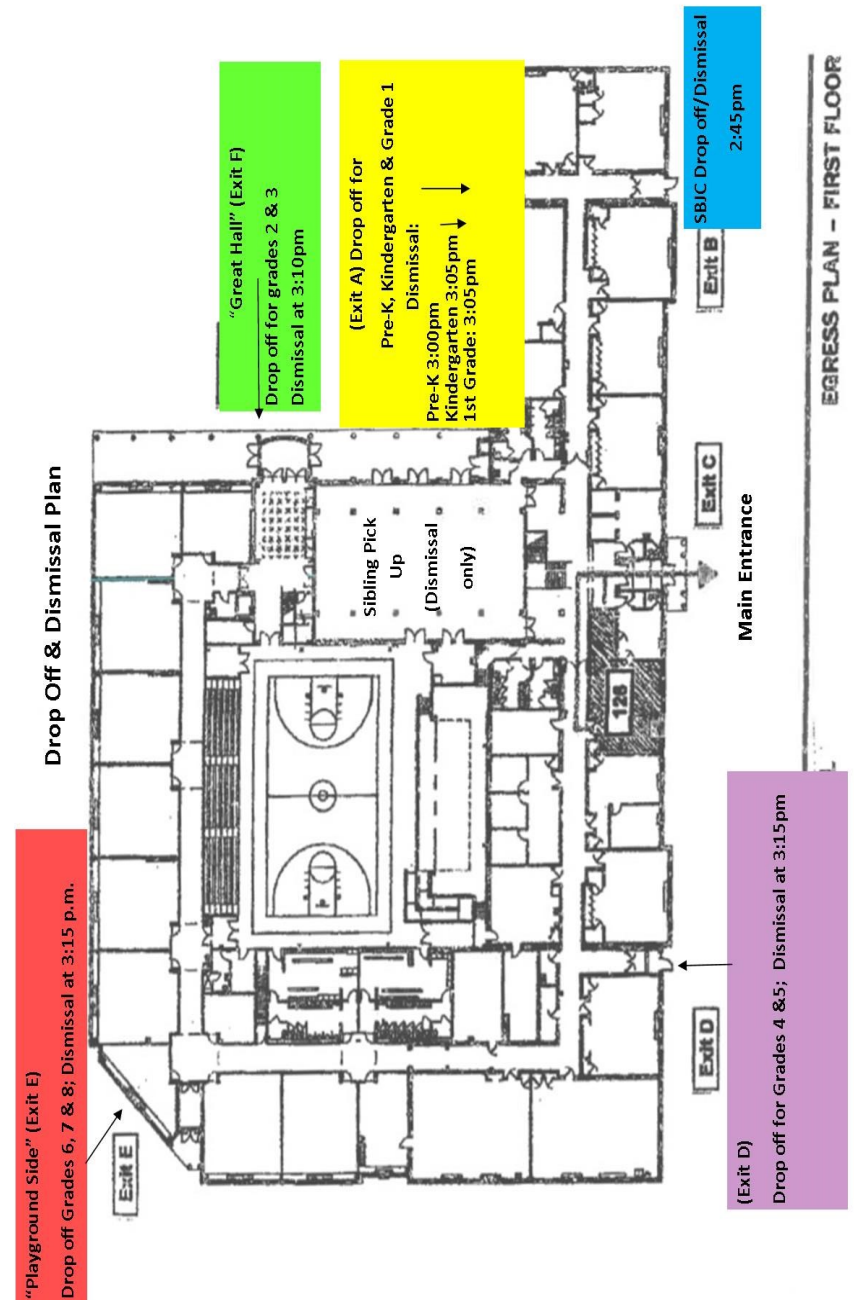 Drop Off & Dismissal Plan
"Playground Side" (Exit E)
Drop off Grades 6, 7 & 8; Dismissal at 3:15 p.m.
Exit E
"Great Hall" (Exit F)
Drop off for grades 2 & 3
Dismissal at 3:10pm
(Exit A) Drop off for
Pre-K, Kindergarten & Grade 1
Dismissal:
Pre-K 3:00pm
Kindergarten 3:05pm
1st Grade: 3:05pm
Sibling Pick
Up
(Dismissal
only)
126
Exit D
Main Entrance
Exit C
Exit B
SBJC Drop off/Dismissal
2:45pm
(Exit D)
Drop off for Grades 4 &5; Dismissal at 3:15pm
EGRESS PLAN – FIRST FLOOR